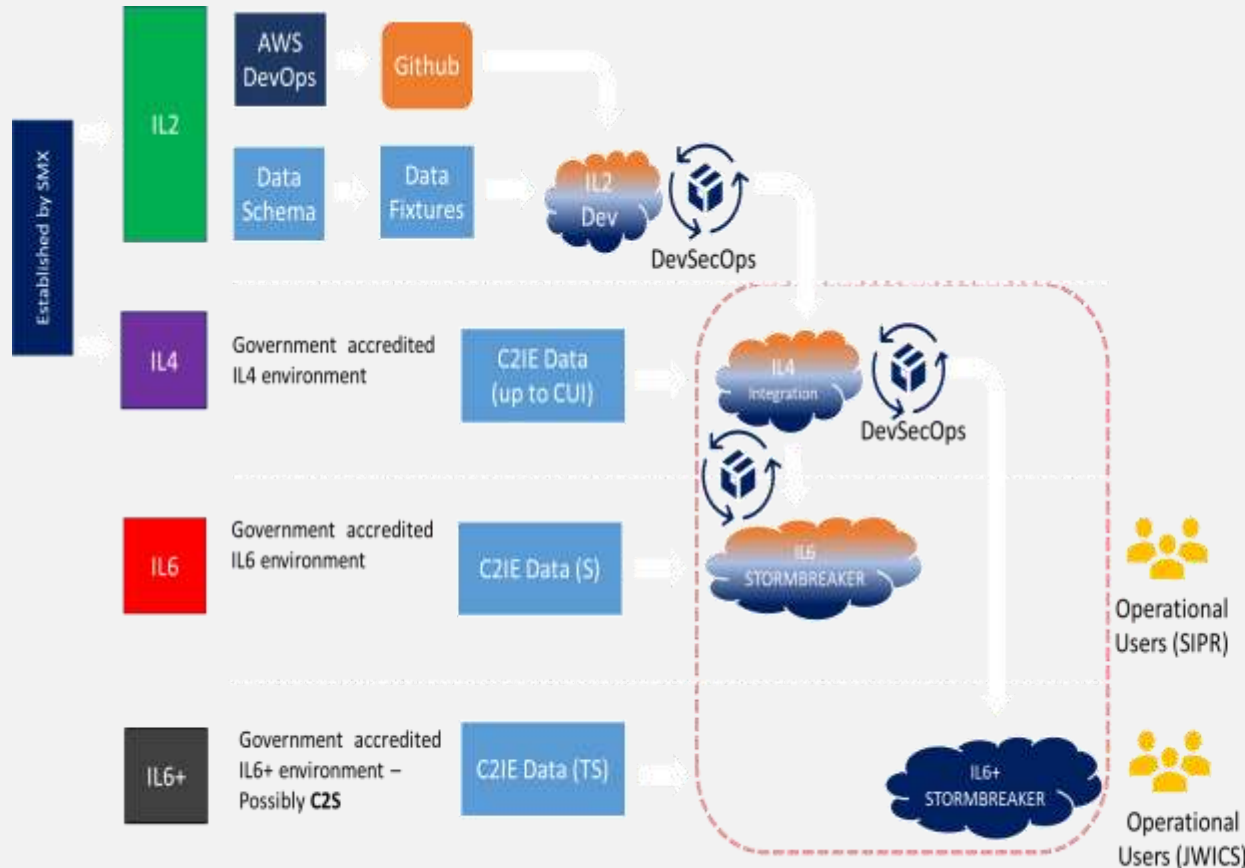 Established by SMX
IL2
AWS
DevOps
Github
Data
Schema
Data
Fixtures
IL2
Dev
DevSecOps
IL4
Government accredited
IL4 environment
C2IE Data
(up to CUI)
IL4
Integration
DevSecOps
IL6
Government accredited
IL6 environment
C2IE Data (S)
IL6
STORMBREAKER
Operational
Users (SIPR)
IL6+
Government accredited
IL6+ environment –
Possibly C2S
C2IE Data (TS)
IL6+
STORMBREAKER
Operational
Users (JWICS)